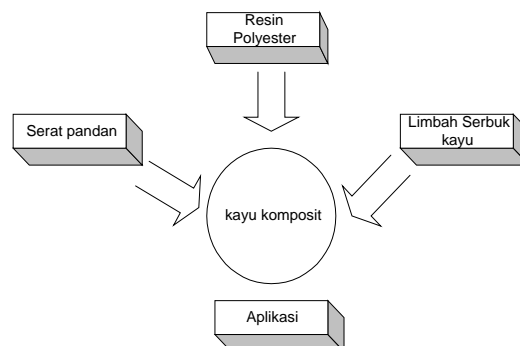 Resin
Polyester
Serat pandan
Limbah Serbuk
kayu
kayu komposit
Aplikasi